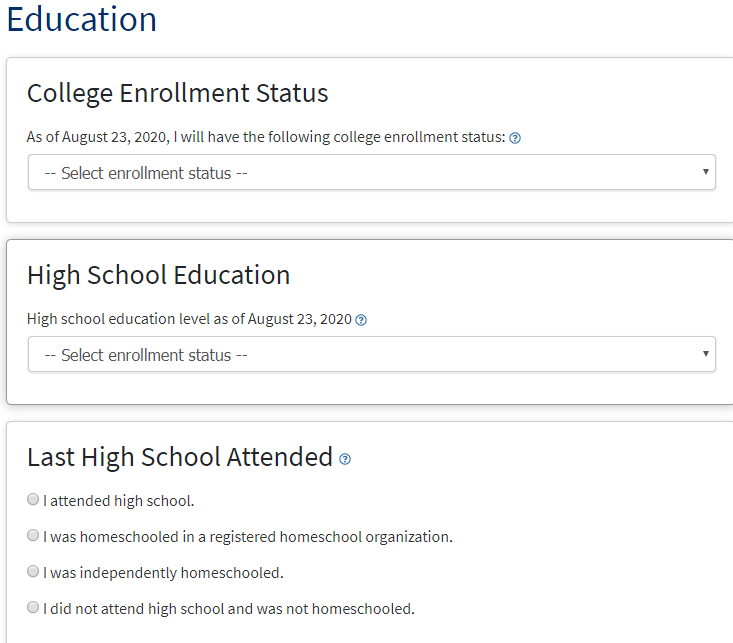 Education
College Enrollment Status
As of August 23, 2020, I will have the following college enrollment status: ?
-- Select enrollment status --
High School Education
High school education level as of August 23, 2020 ?
-- Select enrollment status --
Last High School Attended ?
I attended high school.
I was homeschooled in a registered homeschool organization.
I was independently homeschooled.
I did not attend high school and was not homeschooled.